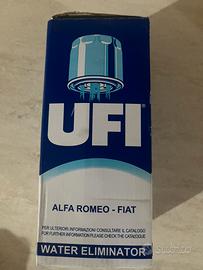 UFI
®
ALFA ROMEO - FIAT
PER ULTERIORI INFORMAZIONI CONSULTARE IL CATALOGO
FOR FURTHER INFORMATION PLEASE CHECK THE CATALOGUE
WATER ELIMINATOR